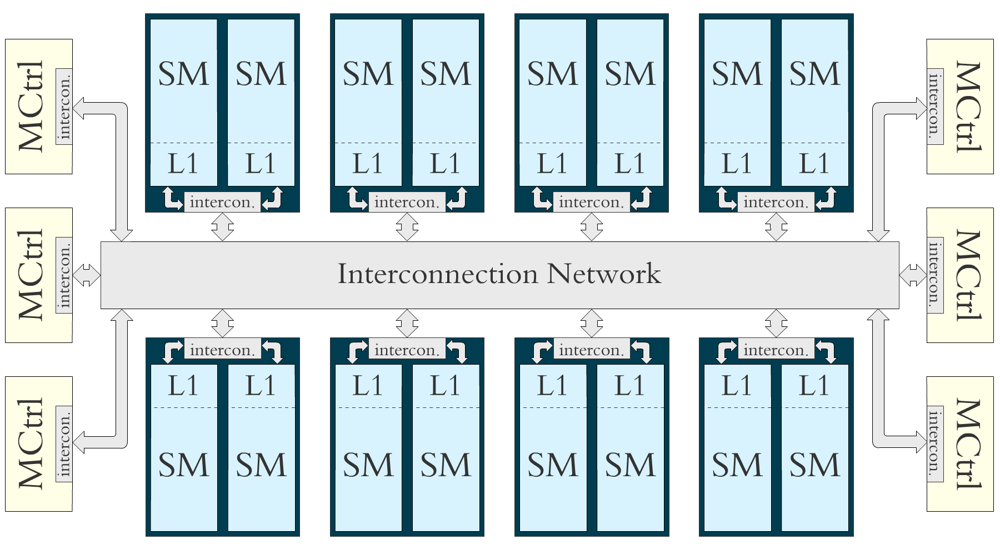 SM SM SM SM SM SM SM SM
L1 L1 L1 L1 L1 L1 L1 L1
intercon. intercon. intercon. intercon.
MCtrl intercon.
MCtrl intercon.
MCtrl intercon.
Interconnection Network
intercon. MCtrl
intercon. MCtrl
intercon. MCtrl
intercon. intercon. intercon. intercon.
L1 L1 L1 L1 L1 L1 L1 L1
SM SM SM SM SM SM SM SM